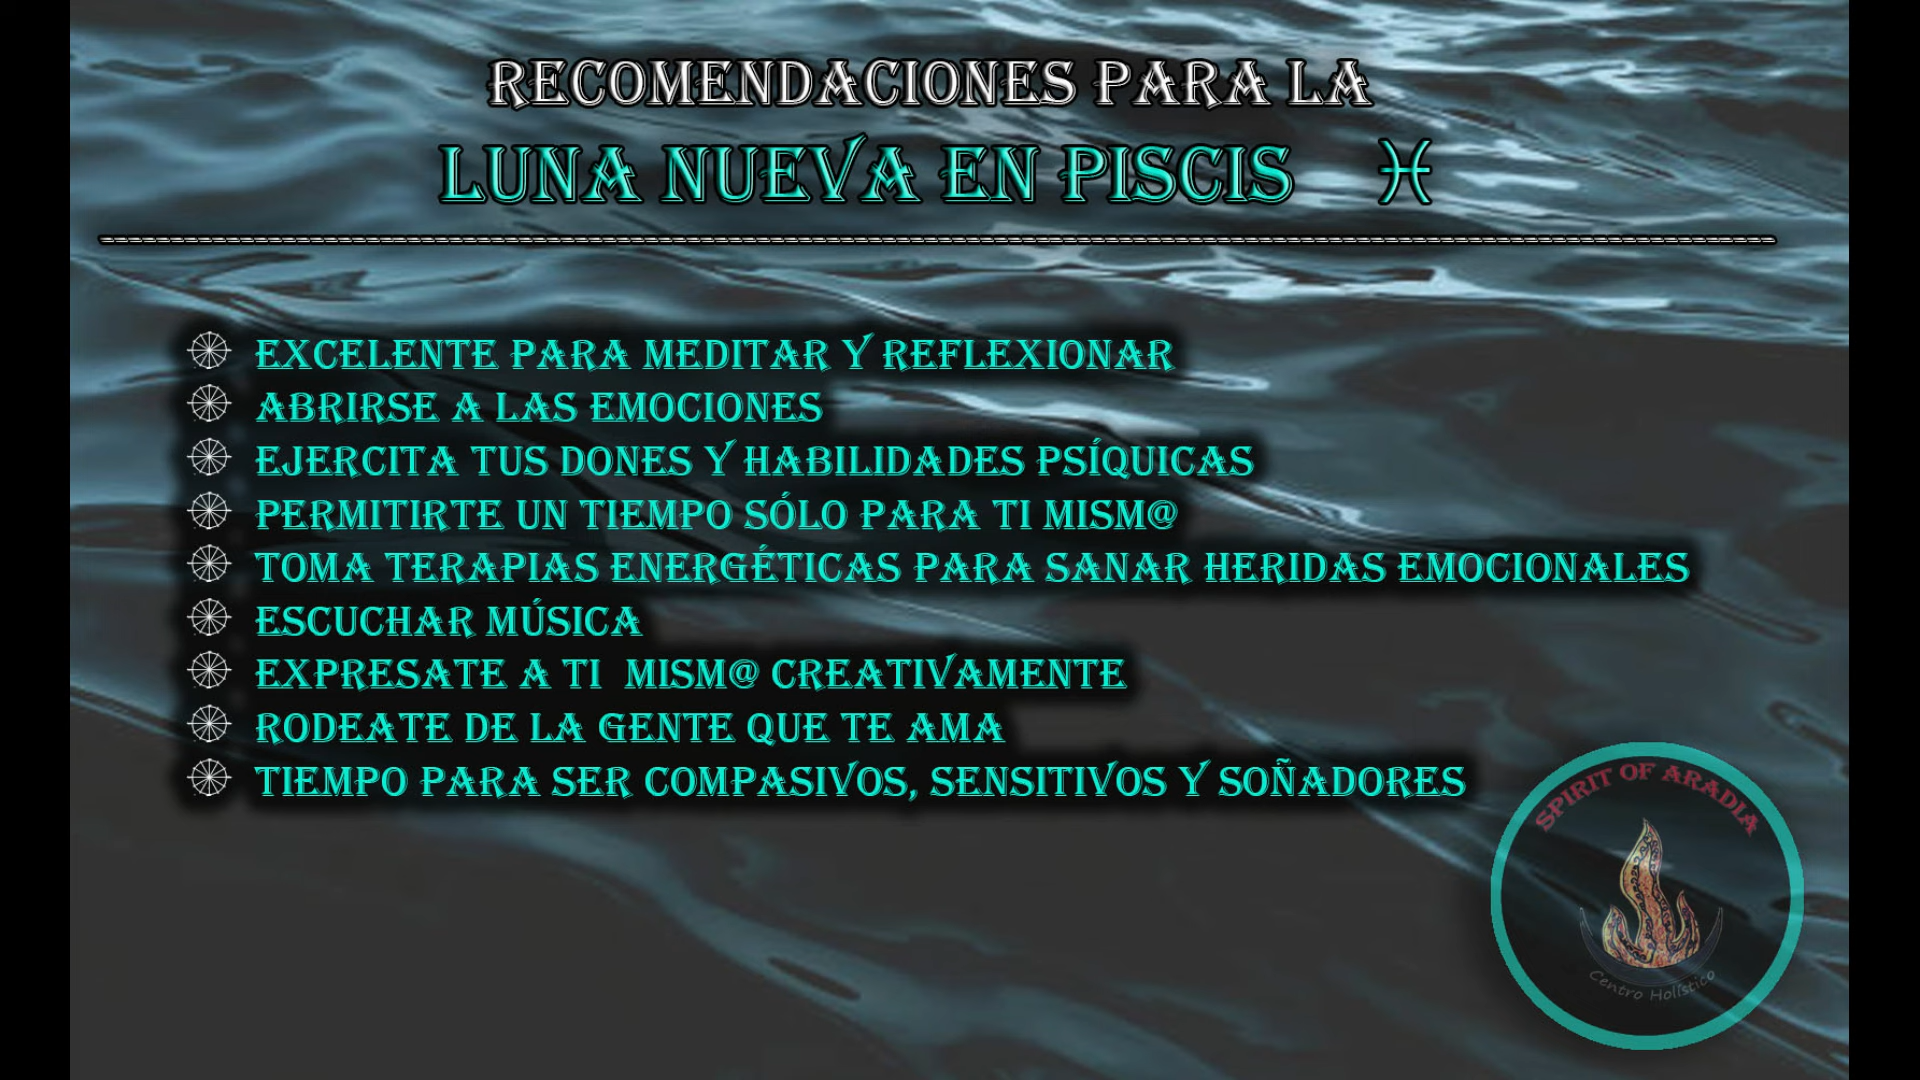 RECOMENDACIONES PARA LA
LUNA NUEVA EN PISCIS ♓
EXCELENTE PARA MEDITAR Y REFLEXIONAR
ABRIRSE A LAS EMOCIONES
EJERCITA TUS DONES Y HABILIDADES PSÍQUICAS
PERMITIRTE UN TIEMPO SÓLO PARA TI MISM@
TOMA TERAPIAS ENERGÉTICAS PARA SANAR HERIDAS EMOCIONALES
ESCUCHAR MÚSICA
EXPRESATE A TI MISM@ CREATIVAMENTE
RODEATE DE LA GENTE QUE TE AMA
TIEMPO PARA SER COMPASIVOS, SENSITIVOS Y SOÑADORES
SPIRIT OF ARADIA
Centro Holístico